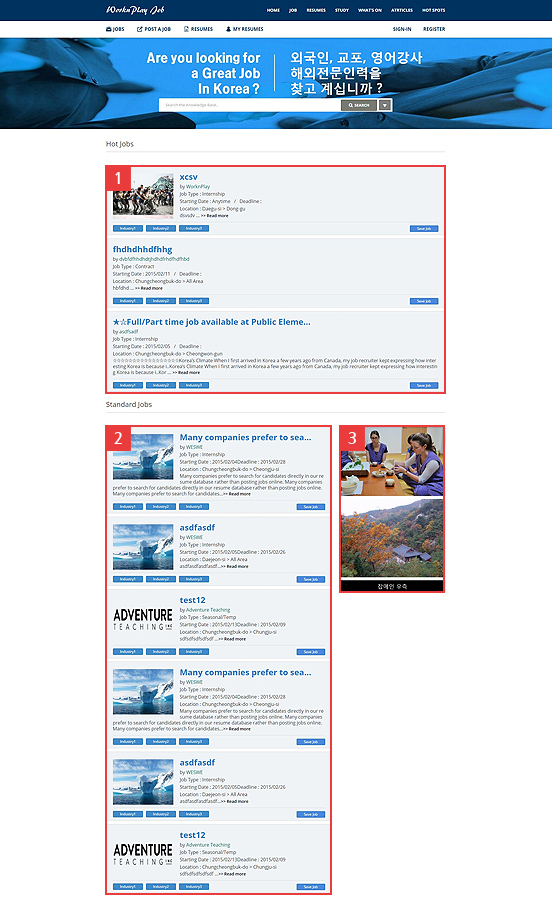 WorknPlay Job
HOME JOB RESUMES STUDY WHAT'S ON ATRTICLES HOT SPOTS
JOBS POST A JOB RESUMES MY RESUMES SIGN-IN REGISTER
Are you looking for
a Great Job
In Korea ?
외국인, 교포, 영어강사
해외전문인력을
찾고 계십니까 ?
Search the Knowledge Base...
SEARCH
Hot Jobs
1
xcsv
by WorknPlay
Job Type : Internship
Starting Date : Anytime / Deadline :
Location : Daegu-si > Dong-gu
dsvsdv ... >> Read more
Industry1 Industry2 Industry3 Save Job
fhdhdhhdfhhg
Job Type : Contract
Starting Date : 2015/02/11 / Deadline :
Location : Chungcheongbuk-do > All Area
hbfdhd ... >> Read more
Industry1 Industry2 Industry3 Save Job
★☆Full/Part time job available at Public Eleme...
by asdfsadf
Job Type : Internship
Starting Date : 2015/02/05 / Deadline :
Location : Chungcheongbuk-do > Cheongwon-gun
Korea's Climate When I first arrived in Korea a few years ago from Canada, my job recruiter kept expressing how inter
esting Korea is because i..Korea's Climate When I first arrived in Korea a few years ago from Canada, my job recruiter kept expressing how interestin
g Korea is because i..Kor ... >> Read more
Industry1 Industry2 Industry3 Save Job
Standard Jobs
2
Many companies prefer to sea...
by WESWE
Job Type : Internship
Starting Date : 2015/02/04Deadline : 2015/02/28
Location : Chungcheongbuk-do > Cheongju-si
Many companies prefer to search for candidates directly in our re
sume database rather than posting jobs online. Many companies
prefer to search for candidates directly in our resume database rather than posting jobs online.
Many companies prefer to search for candidates...>> Read more
Industry1 Industry2 Industry3 Save Job
asdfasdf
by WESWE
Job Type : Internship
Starting Date : 2015/02/05Deadline : 2015/02/26
Location : Daejeon-si > All Area
asdfasdfasdfasdf...>> Read more
Industry1 Industry2 Industry3 Save Job
ADVENTURE
TEACHING
test12
by Adventure Teaching
Job Type : Seasonal/Temp
Starting Date : 2015/02/13Deadline : 2015/02/09
Location : Chungcheongbuk-do > Chungju-si
sdfsdfsdfsdfsdf ...>> Read more
Industry1 Industry2 Industry3 Save Job
Many companies prefer to sea...
by WESWE
Job Type : Internship
Starting Date : 2015/02/04Deadline : 2015/02/28
Location : Chungcheongbuk-do > Cheongju-si
Many companies prefer to search for candidates directly in our re
sume database rather than posting jobs online. Many companies
prefer to search for candidates directly in our resume database rather than posting jobs online.
Many companies prefer to search for candidates...>> Read more
Industry1 Industry2 Industry3 Save Job
asdfasdf
by WESWE
Job Type : Internship
Starting Date : 2015/02/05Deadline : 2015/02/26
Location : Daejeon-si > All Area
asdfasdfasdfasdf ...>> Read more
Industry1 Industry2 Industry3 Save Job
ADVENTURE
TEACHING
test12
by Adventure Teaching
Job Type : Seasonal/Temp
Starting Date : 2015/02/13Deadline : 2015/02/09
Location : Chungcheongbuk-do > Chungju-si
sdfsdfsdfsdfsdf ...>> Read more
Industry1 Industry2 Industry3 Save Job
3
장애인 우측